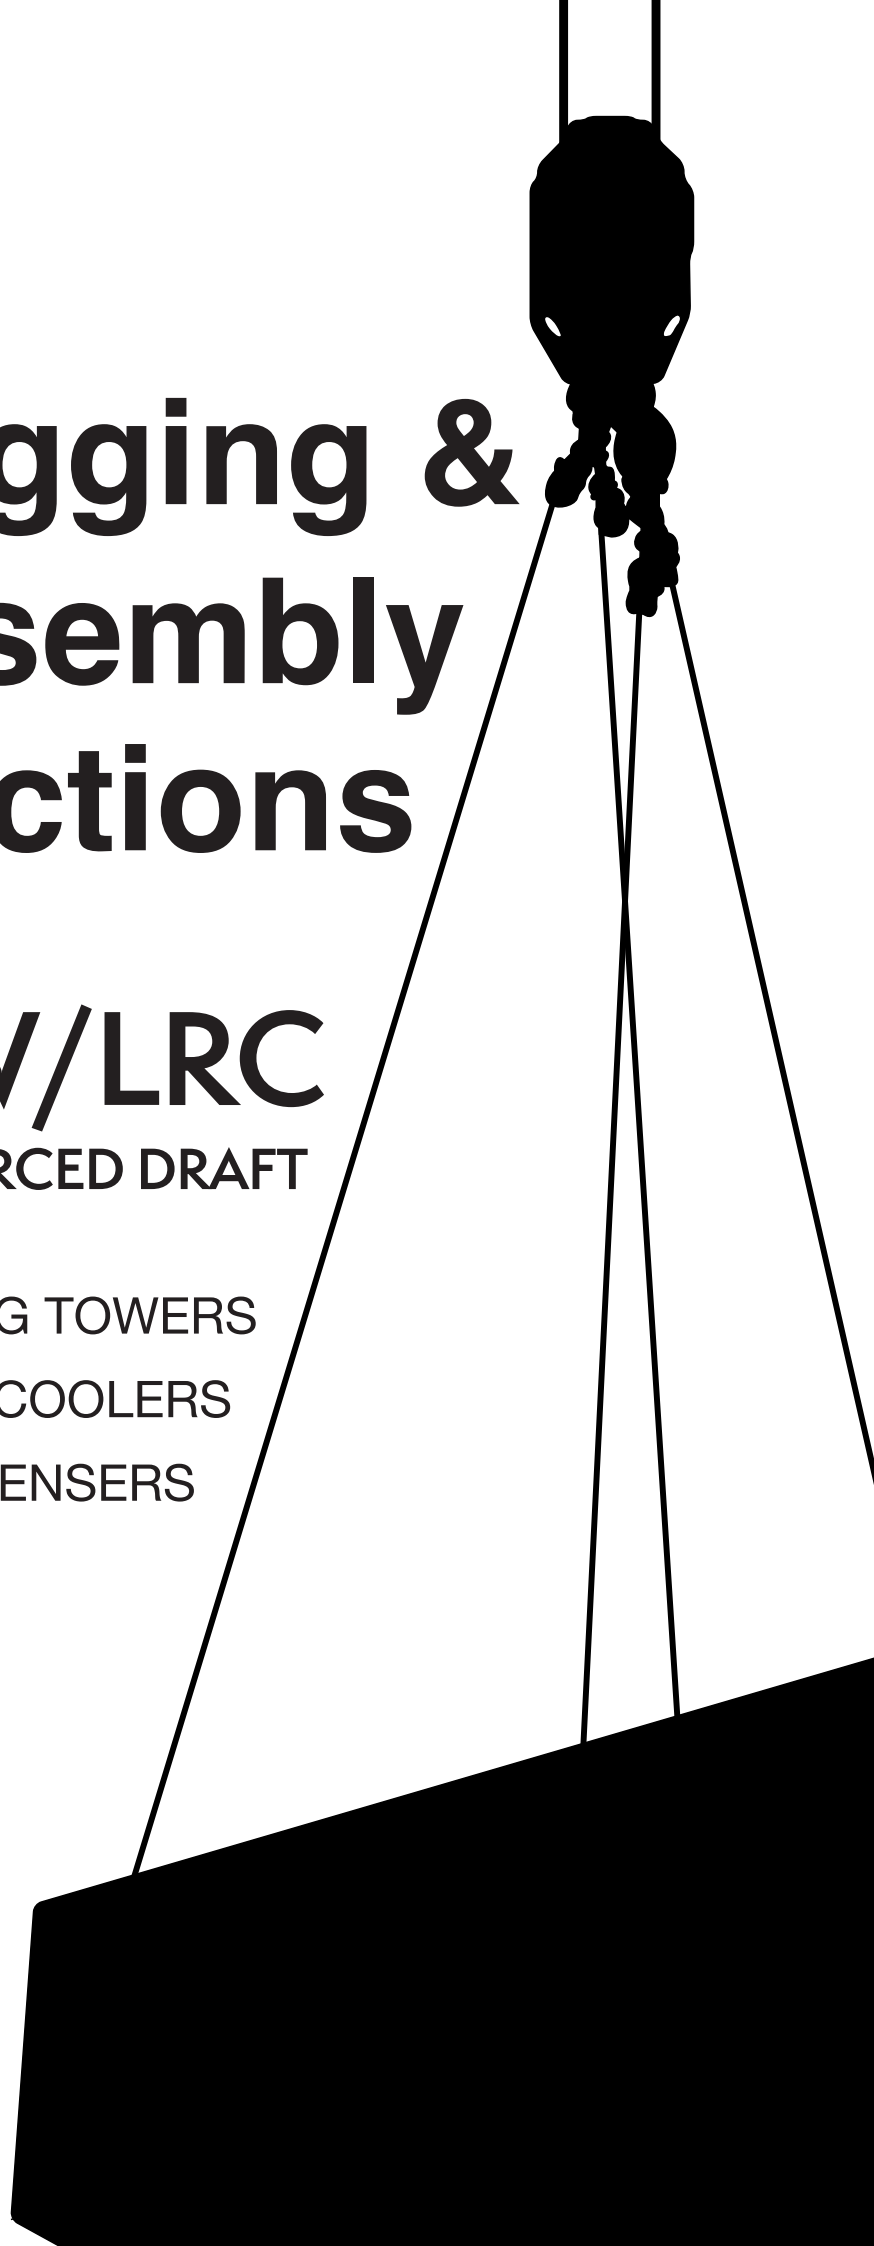 gging &
sembly
ctions
/LRC
RCED DRAFT
G TOWERS
COOLERS
ENSERS